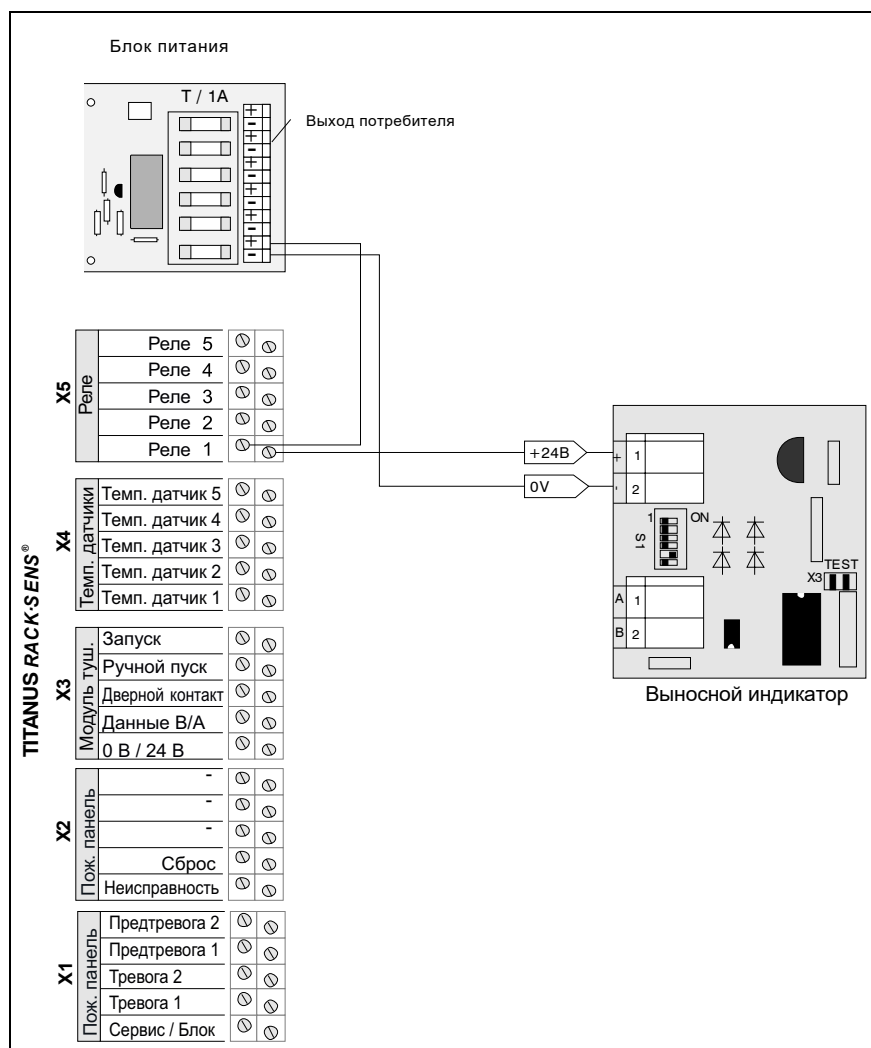 Блок питания
T / 1A
+
-
+
-
+
-
+
-
+
-
+
-
Выход потребителя
TITANUS RACK·SENS®
X5
Реле
Реле 5
Реле 4
Реле 3
Реле 2
Реле 1
+24В
0V
+ 1
- 2
1 ON
S1
TEST
X3
A 1
B 2
Выносной индикатор
X4
Темп. датчики
Темп. датчик 5
Темп. датчик 4
Темп. датчик 3
Темп. датчик 2
Темп. датчик 1
X3
Модуль туш.
Запуск
Ручной пуск
Дверной контакт
Данные В/А
0 В / 24 В
X2
Пож. панель
-
-
-
Сброс
Неисправность
X1
Пож. панель
Предтревога 2
Предтревога 1
Тревога 2
Тревога 1
Сервис / Блок